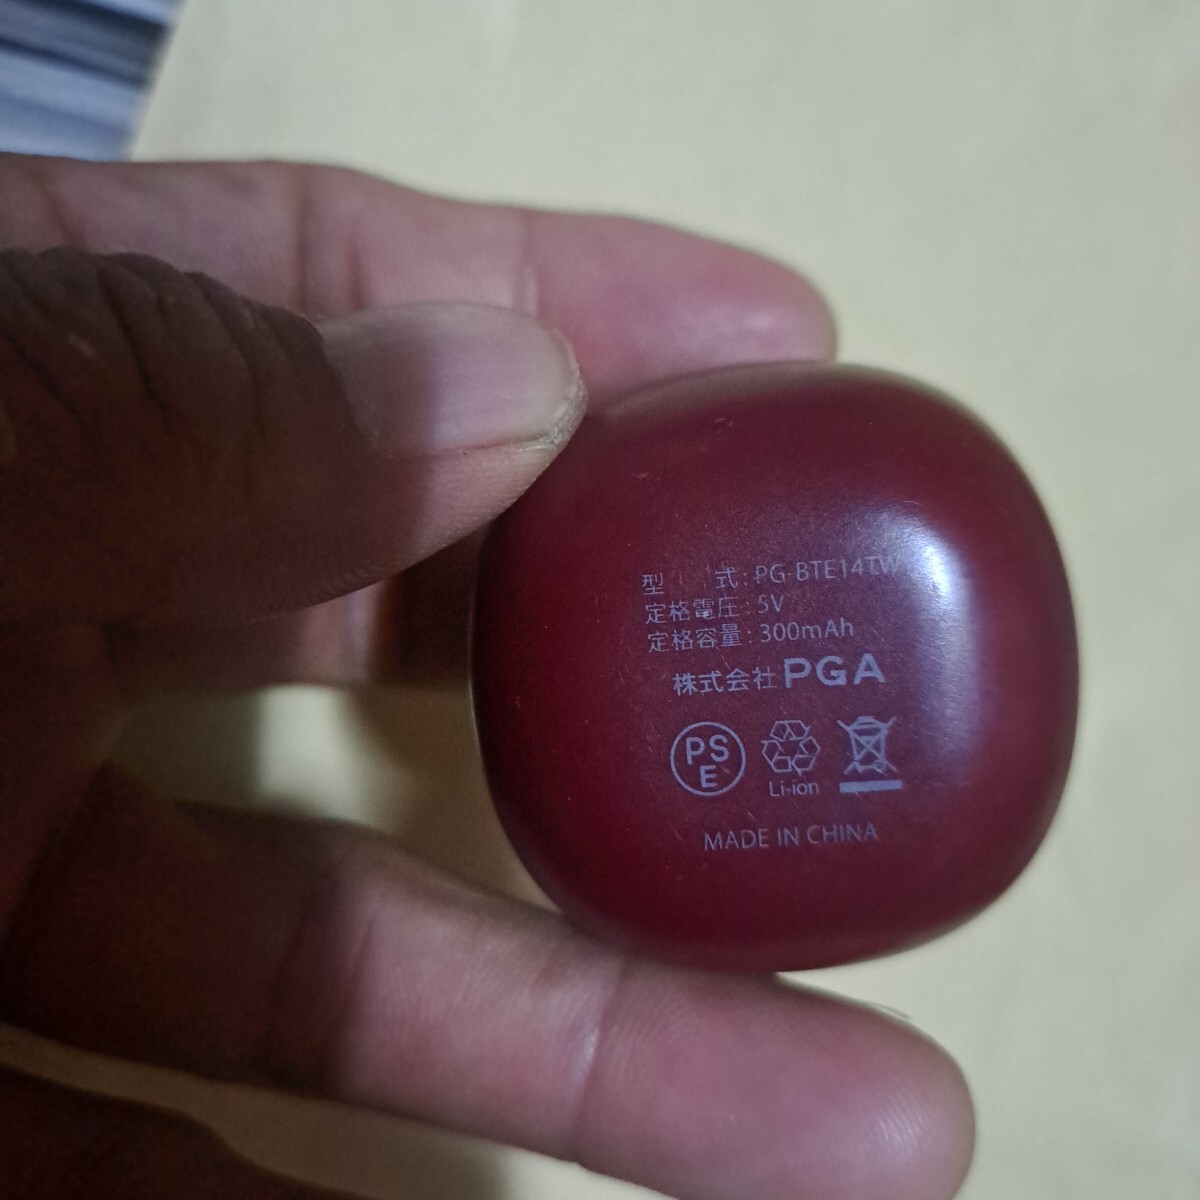 型 式: PG-BTE14TW
定格電圧: 5V
定格容量: 300mAh
株式会社PGA
PS
E
Li-ion
MADE IN CHINA